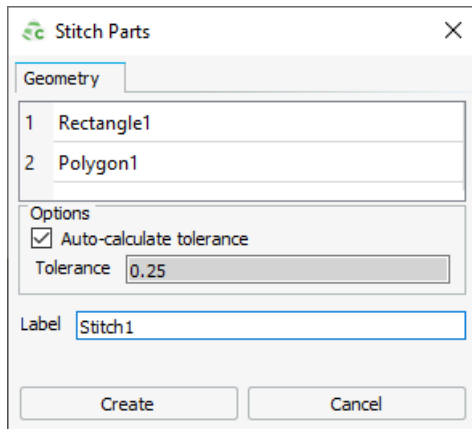 Stitch Parts
Geometry
1 Rectangle1
2 Polygon1
Options
Auto-calculate tolerance
Tolerance 0.25
Label Stitch1
Create Cancel